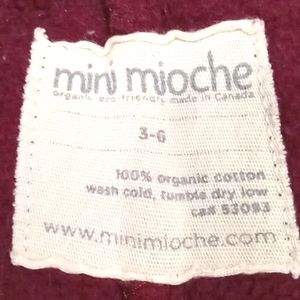 mini mioche
organic eco-friendly made in Canada
3-6
100% organic cotton
wash cold, tumble dry low
ca# 53093
www.minimioche.com